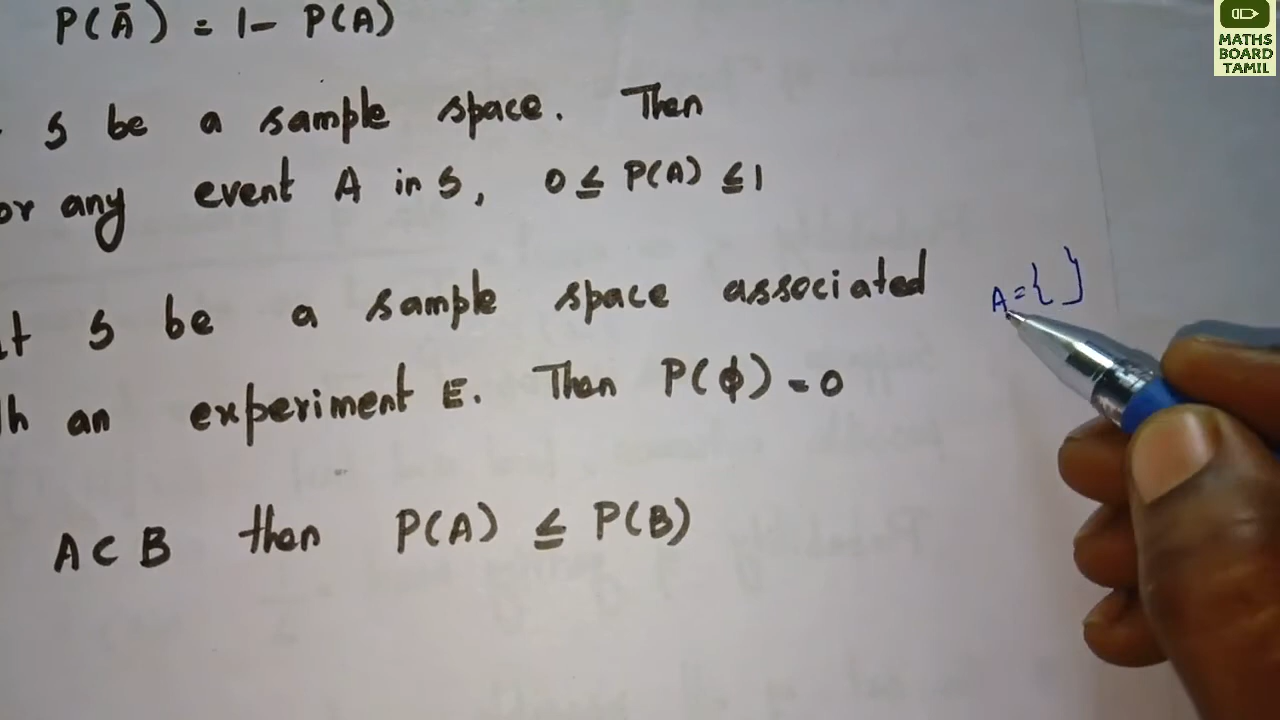 P(Ā) = 1 - P(A)
S be a sample space. Then
or any event A in S, 0 ≤ P(A) ≤ 1
S be a sample space associated
A = { }
an experiment E. Then P(φ) = 0
A ⊂ B then P(A) ≤ P(B)
MATHS
BOARD
TAMIL